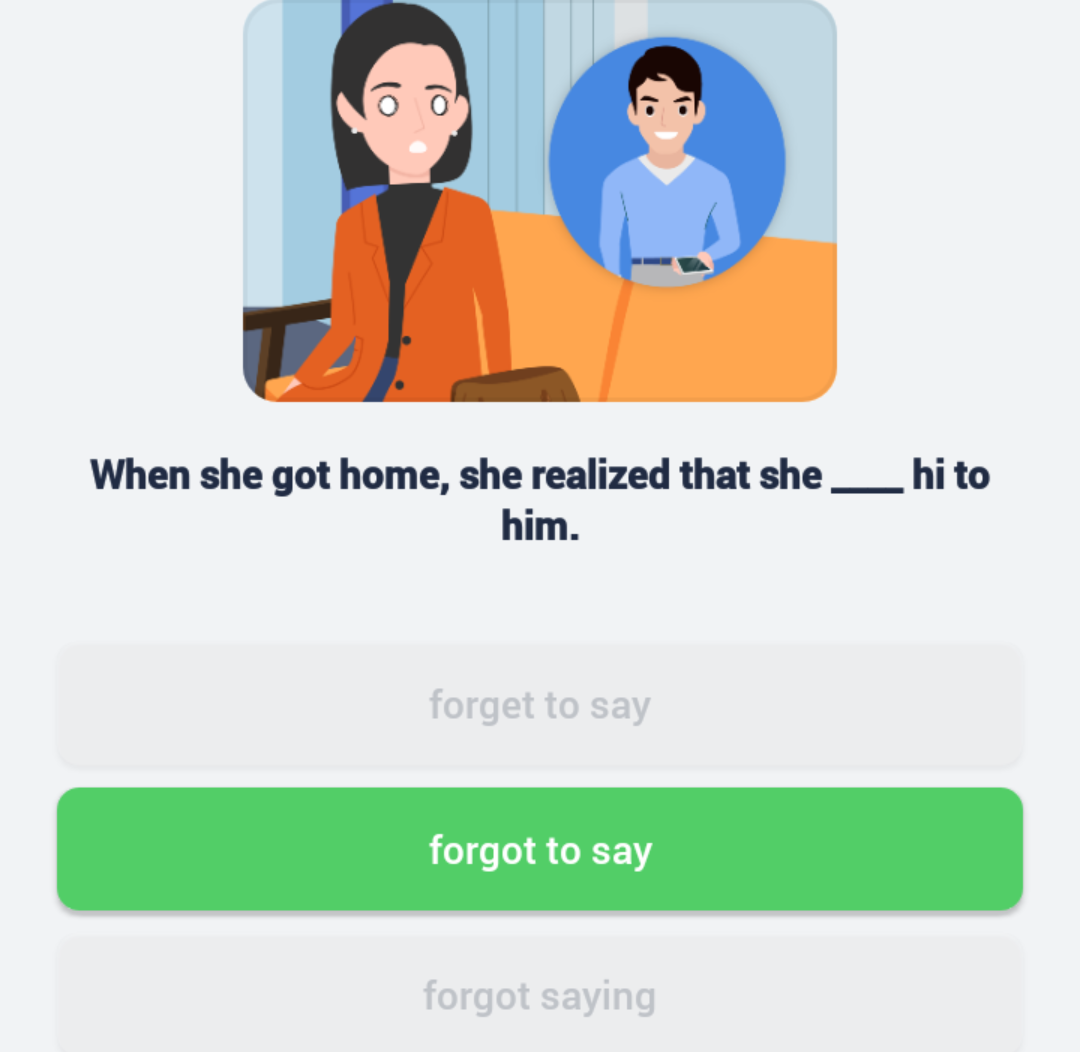 When she got home, she realized that she ____ hi to
him.
forget to say
forgot to say
forgot saying